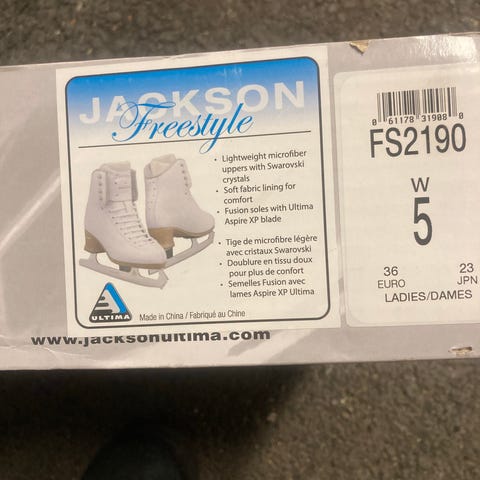 JACKSON
Freestyle
• Lightweight microfiber
uppers with Swarovski
crystals
• Soft fabric lining for
comfort
• Fusion soles with Ultima
Aspire XP blade
• Tige de microfibre légère
avec cristaux Swarovski
• Doublure en tissu doux
pour plus de comfort
• Semelles Fusion avec
lames Aspire XP Ultima
ULTIMA
Made in China / Fabriqué au Chine
www.jacksonultima.com
0 61178 31908 0
FS2190
W
5
36 23
EURO JPN
LADIES/DAMES